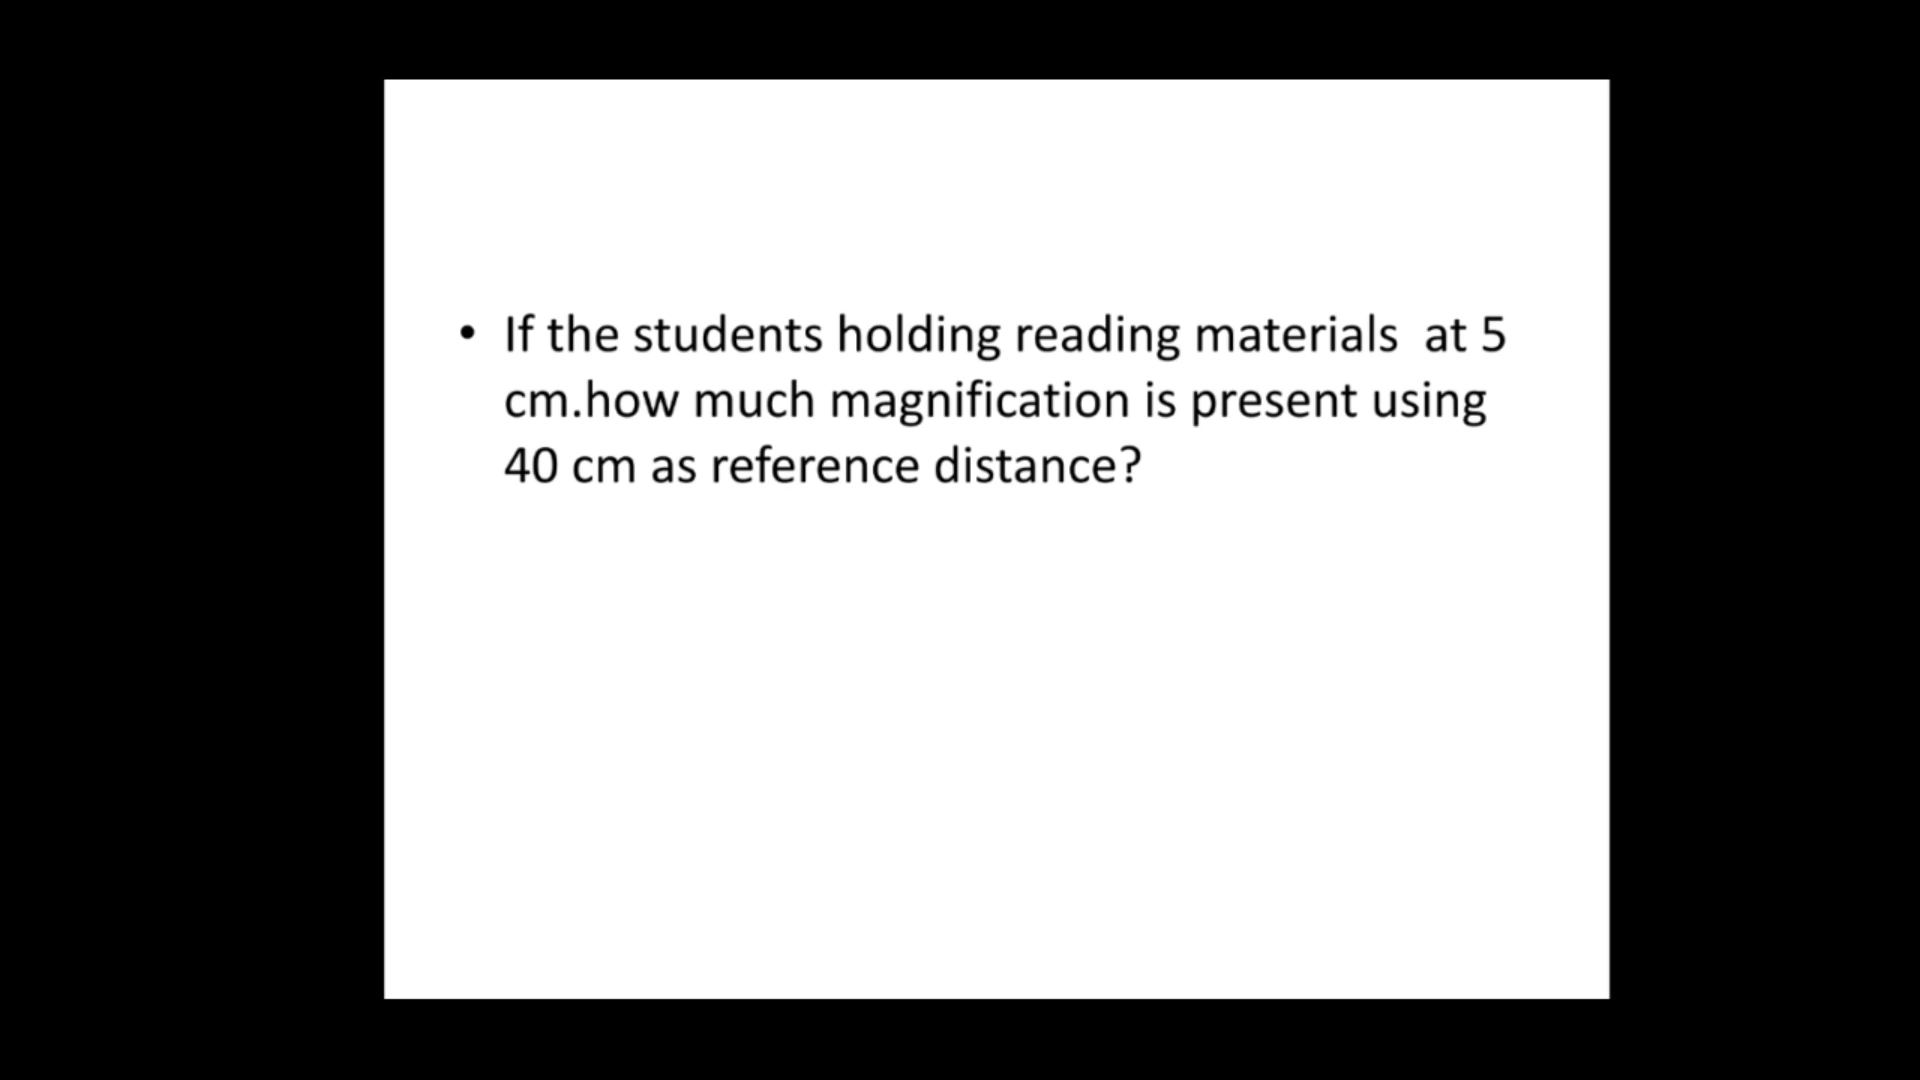 • If the students holding reading materials  at 5
cm.how much magnification is present using
40 cm as reference distance?